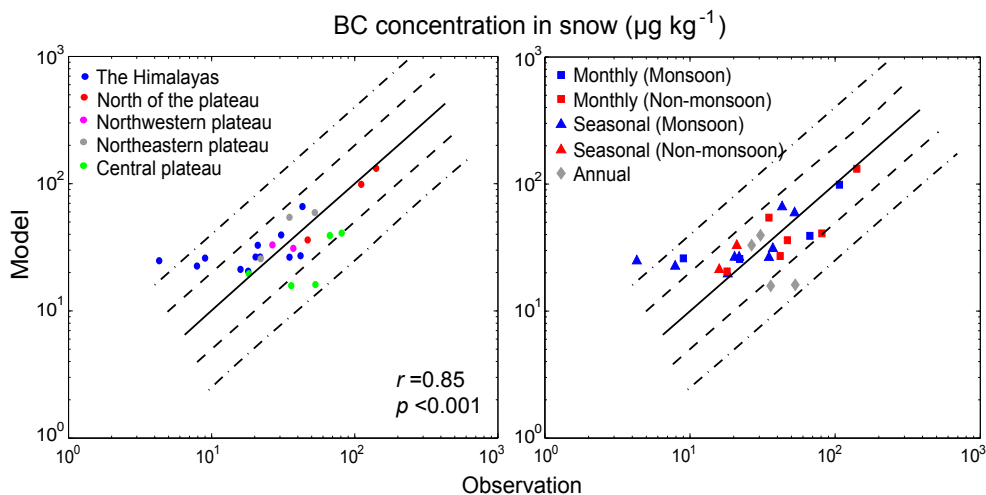 BC concentration in snow (µg kg⁻¹)
Model
10³
10²
10¹
10⁰
The Himalayas
North of the plateau
Northwestern plateau
Northeastern plateau
Central plateau
r =0.85
p <0.001
10⁰ 10¹ 10² 10³
10³
10²
10¹
10⁰
Monthly (Monsoon)
Monthly (Non-monsoon)
Seasonal (Monsoon)
Seasonal (Non-monsoon)
Annual
10⁰ 10¹ 10² 10³
Observation